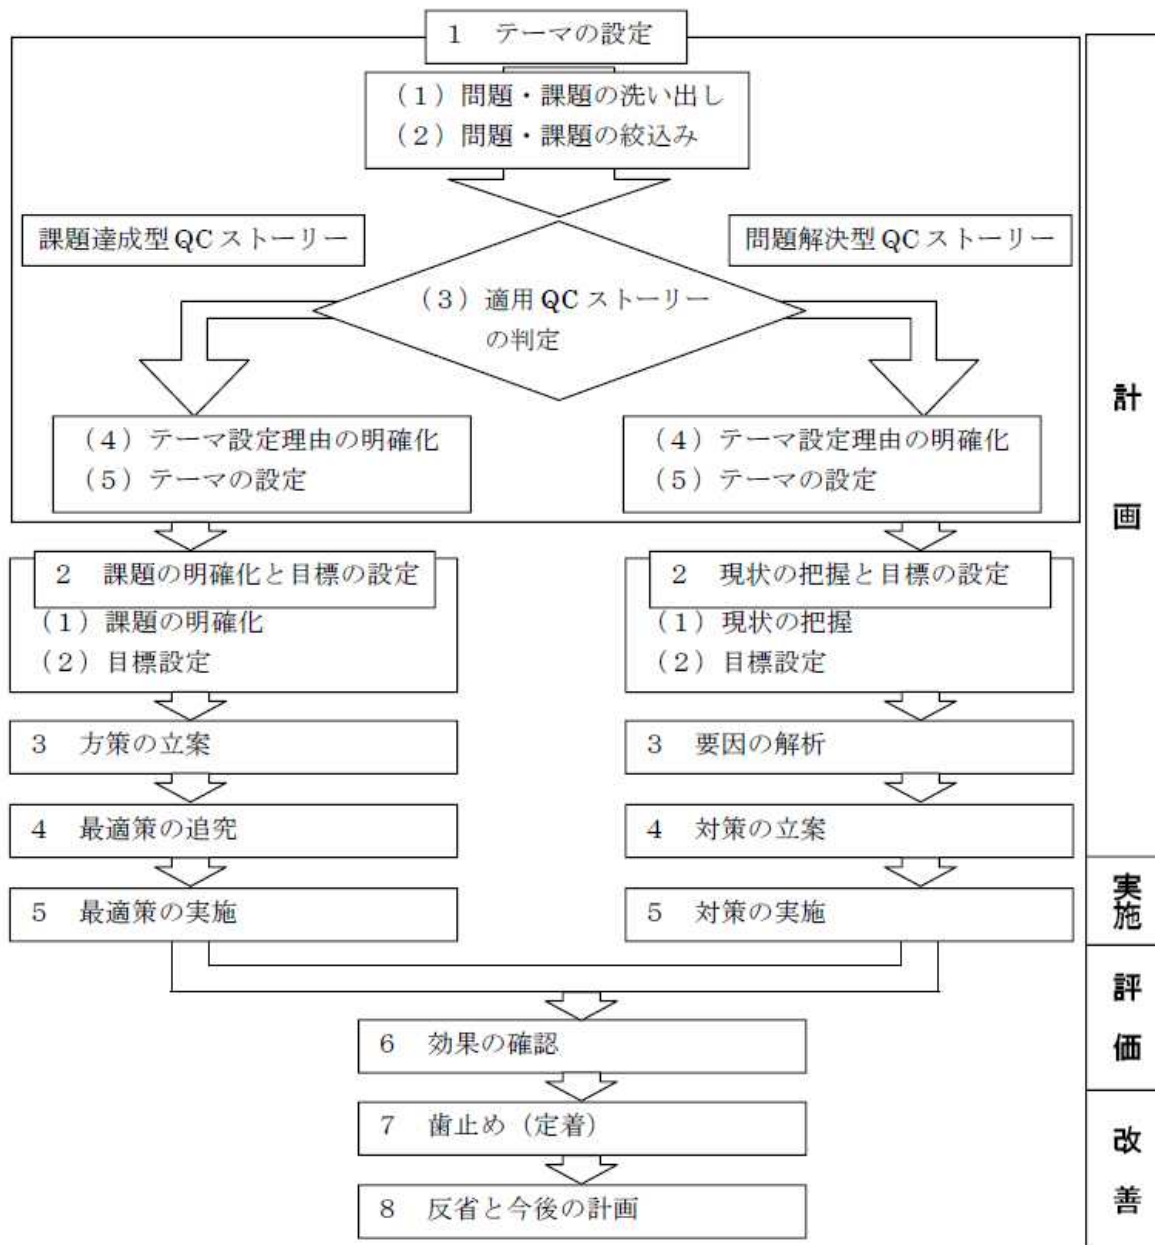 1 テーマの設定
(1)問題・課題の洗い出し
(2)問題・課題の絞込み
課題達成型 QC ストーリー
問題解決型 QC ストーリー
(3)適用 QC ストーリー
の判定
(4)テーマ設定理由の明確化
(5)テーマの設定
(4)テーマ設定理由の明確化
(5)テーマの設定
2 課題の明確化と目標の設定
(1)課題の明確化
(2)目標設定
2 現状の把握と目標の設定
(1)現状の把握
(2)目標設定
3 方策の立案
3 要因の解析
4 最適策の追究
4 対策の立案
5 最適策の実施
5 対策の実施
6 効果の確認
7 歯止め(定着)
8 反省と今後の計画
計画
実施
評価
改善